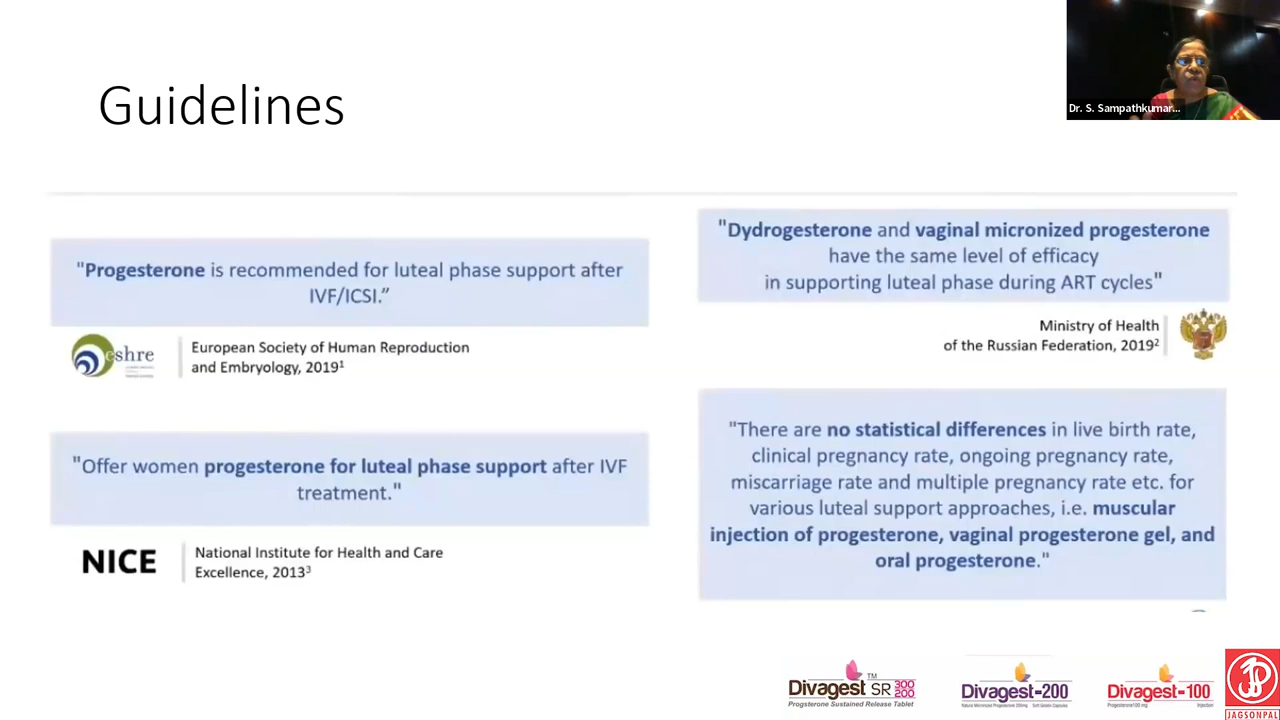 Guidelines
Dr. S. Sampathkumar...
"Progesterone is recommended for luteal phase support after
IVF/ICSI.”
eshre
European Society of Human Reproduction
and Embryology, 2019¹
"Offer women progesterone for luteal phase support after IVF
treatment."
NICE
National Institute for Health and Care
Excellence, 2013³
"Dydrogesterone and vaginal micronized progesterone
have the same level of efficacy
in supporting luteal phase during ART cycles"
Ministry of Health
of the Russian Federation, 2019²
"There are no statistical differences in live birth rate,
clinical pregnancy rate, ongoing pregnancy rate,
miscarriage rate and multiple pregnancy rate etc. for
various luteal support approaches, i.e. muscular
injection of progesterone, vaginal progesterone gel, and
oral progesterone."
Divagest™ SR 300 200
Progsterone Sustained Release Tablet
Divagest-200
Natural Micronized Progesterone 200mg Soft Gelatin Capsules
Divagest-100
Progesterone100 mg Injection
JAGSONPAL